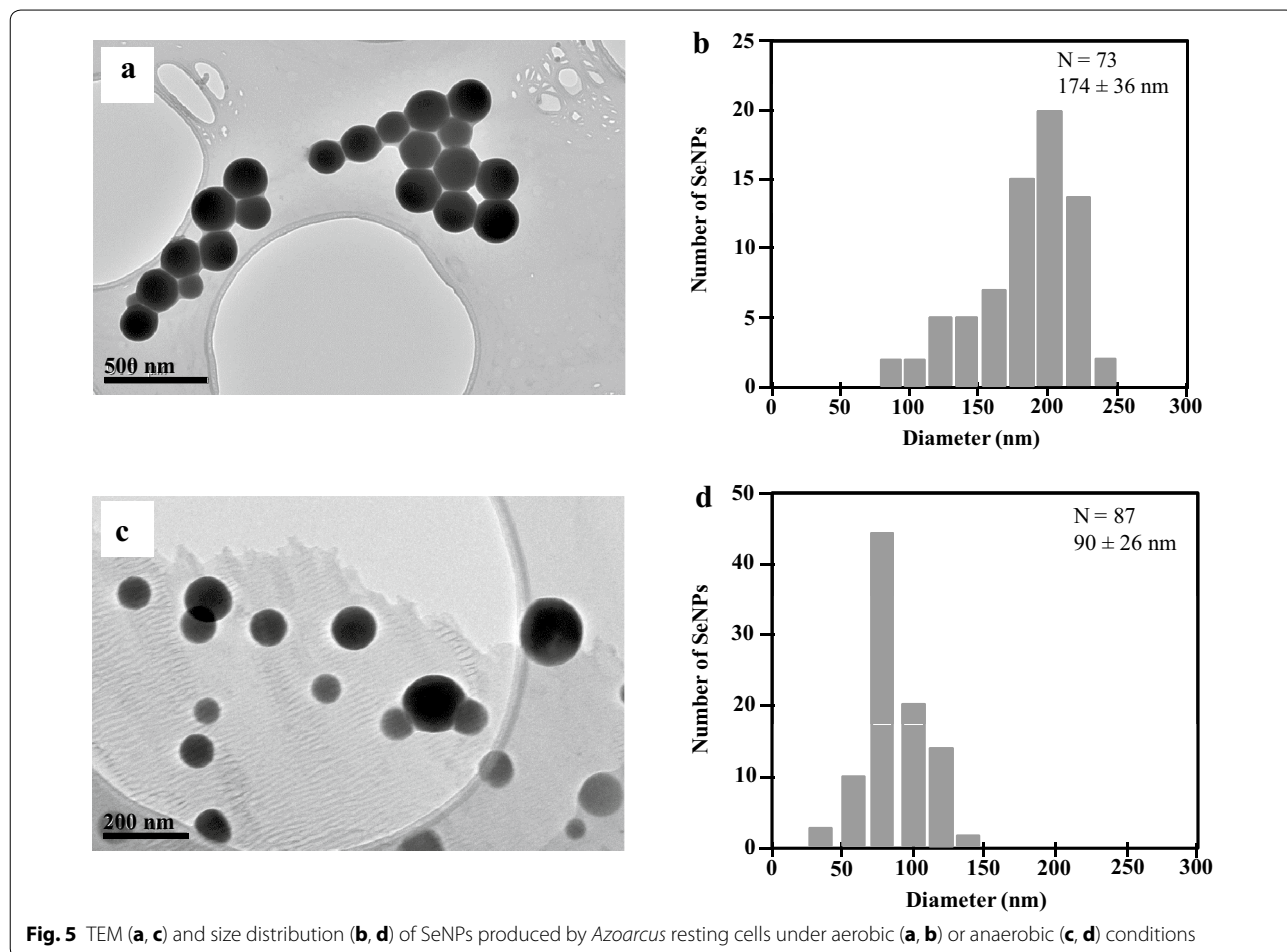 a
500 nm
b
N = 73
174 ± 36 nm
25
20
15
10
5
0
Number of SeNPs
0 50 100 150 200 250 300
Diameter (nm)
c
200 nm
d
N = 87
90 ± 26 nm
50
40
30
20
10
0
Number of SeNPs
0 50 100 150 200 250 300
Diameter (nm)
Fig. 5 TEM (a, c) and size distribution (b, d) of SeNPs produced by Azoarcus resting cells under aerobic (a, b) or anaerobic (c, d) conditions